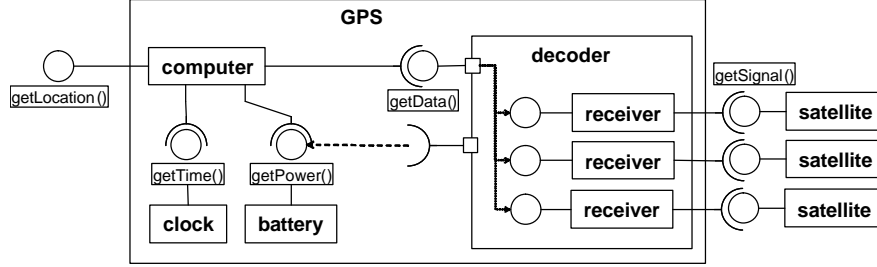 GPS
decoder
computer
getLocation()
getData()
getSignal()
receiver
satellite
receiver
satellite
getTime()
getPower()
clock
battery
receiver
satellite